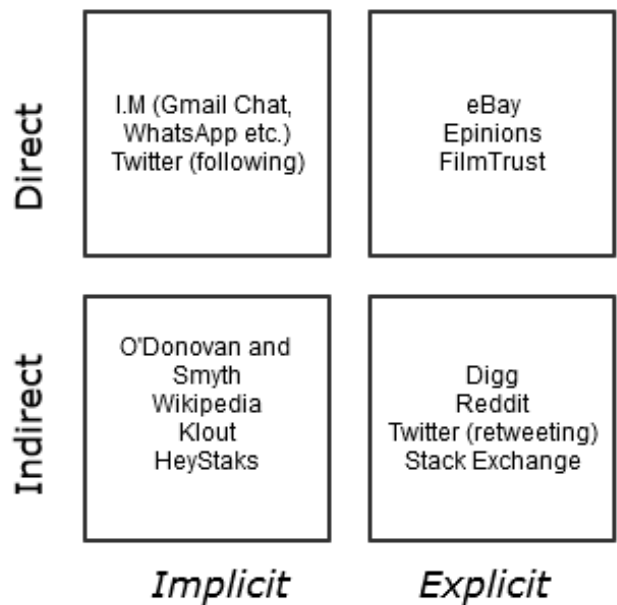 Direct
I.M (Gmail Chat,
WhatsApp etc.)
Twitter (following)
eBay
Epinions
FilmTrust
Indirect
O'Donovan and
Smyth
Wikipedia
Klout
HeyStaks
Digg
Reddit
Twitter (retweeting)
Stack Exchange
Implicit
Explicit